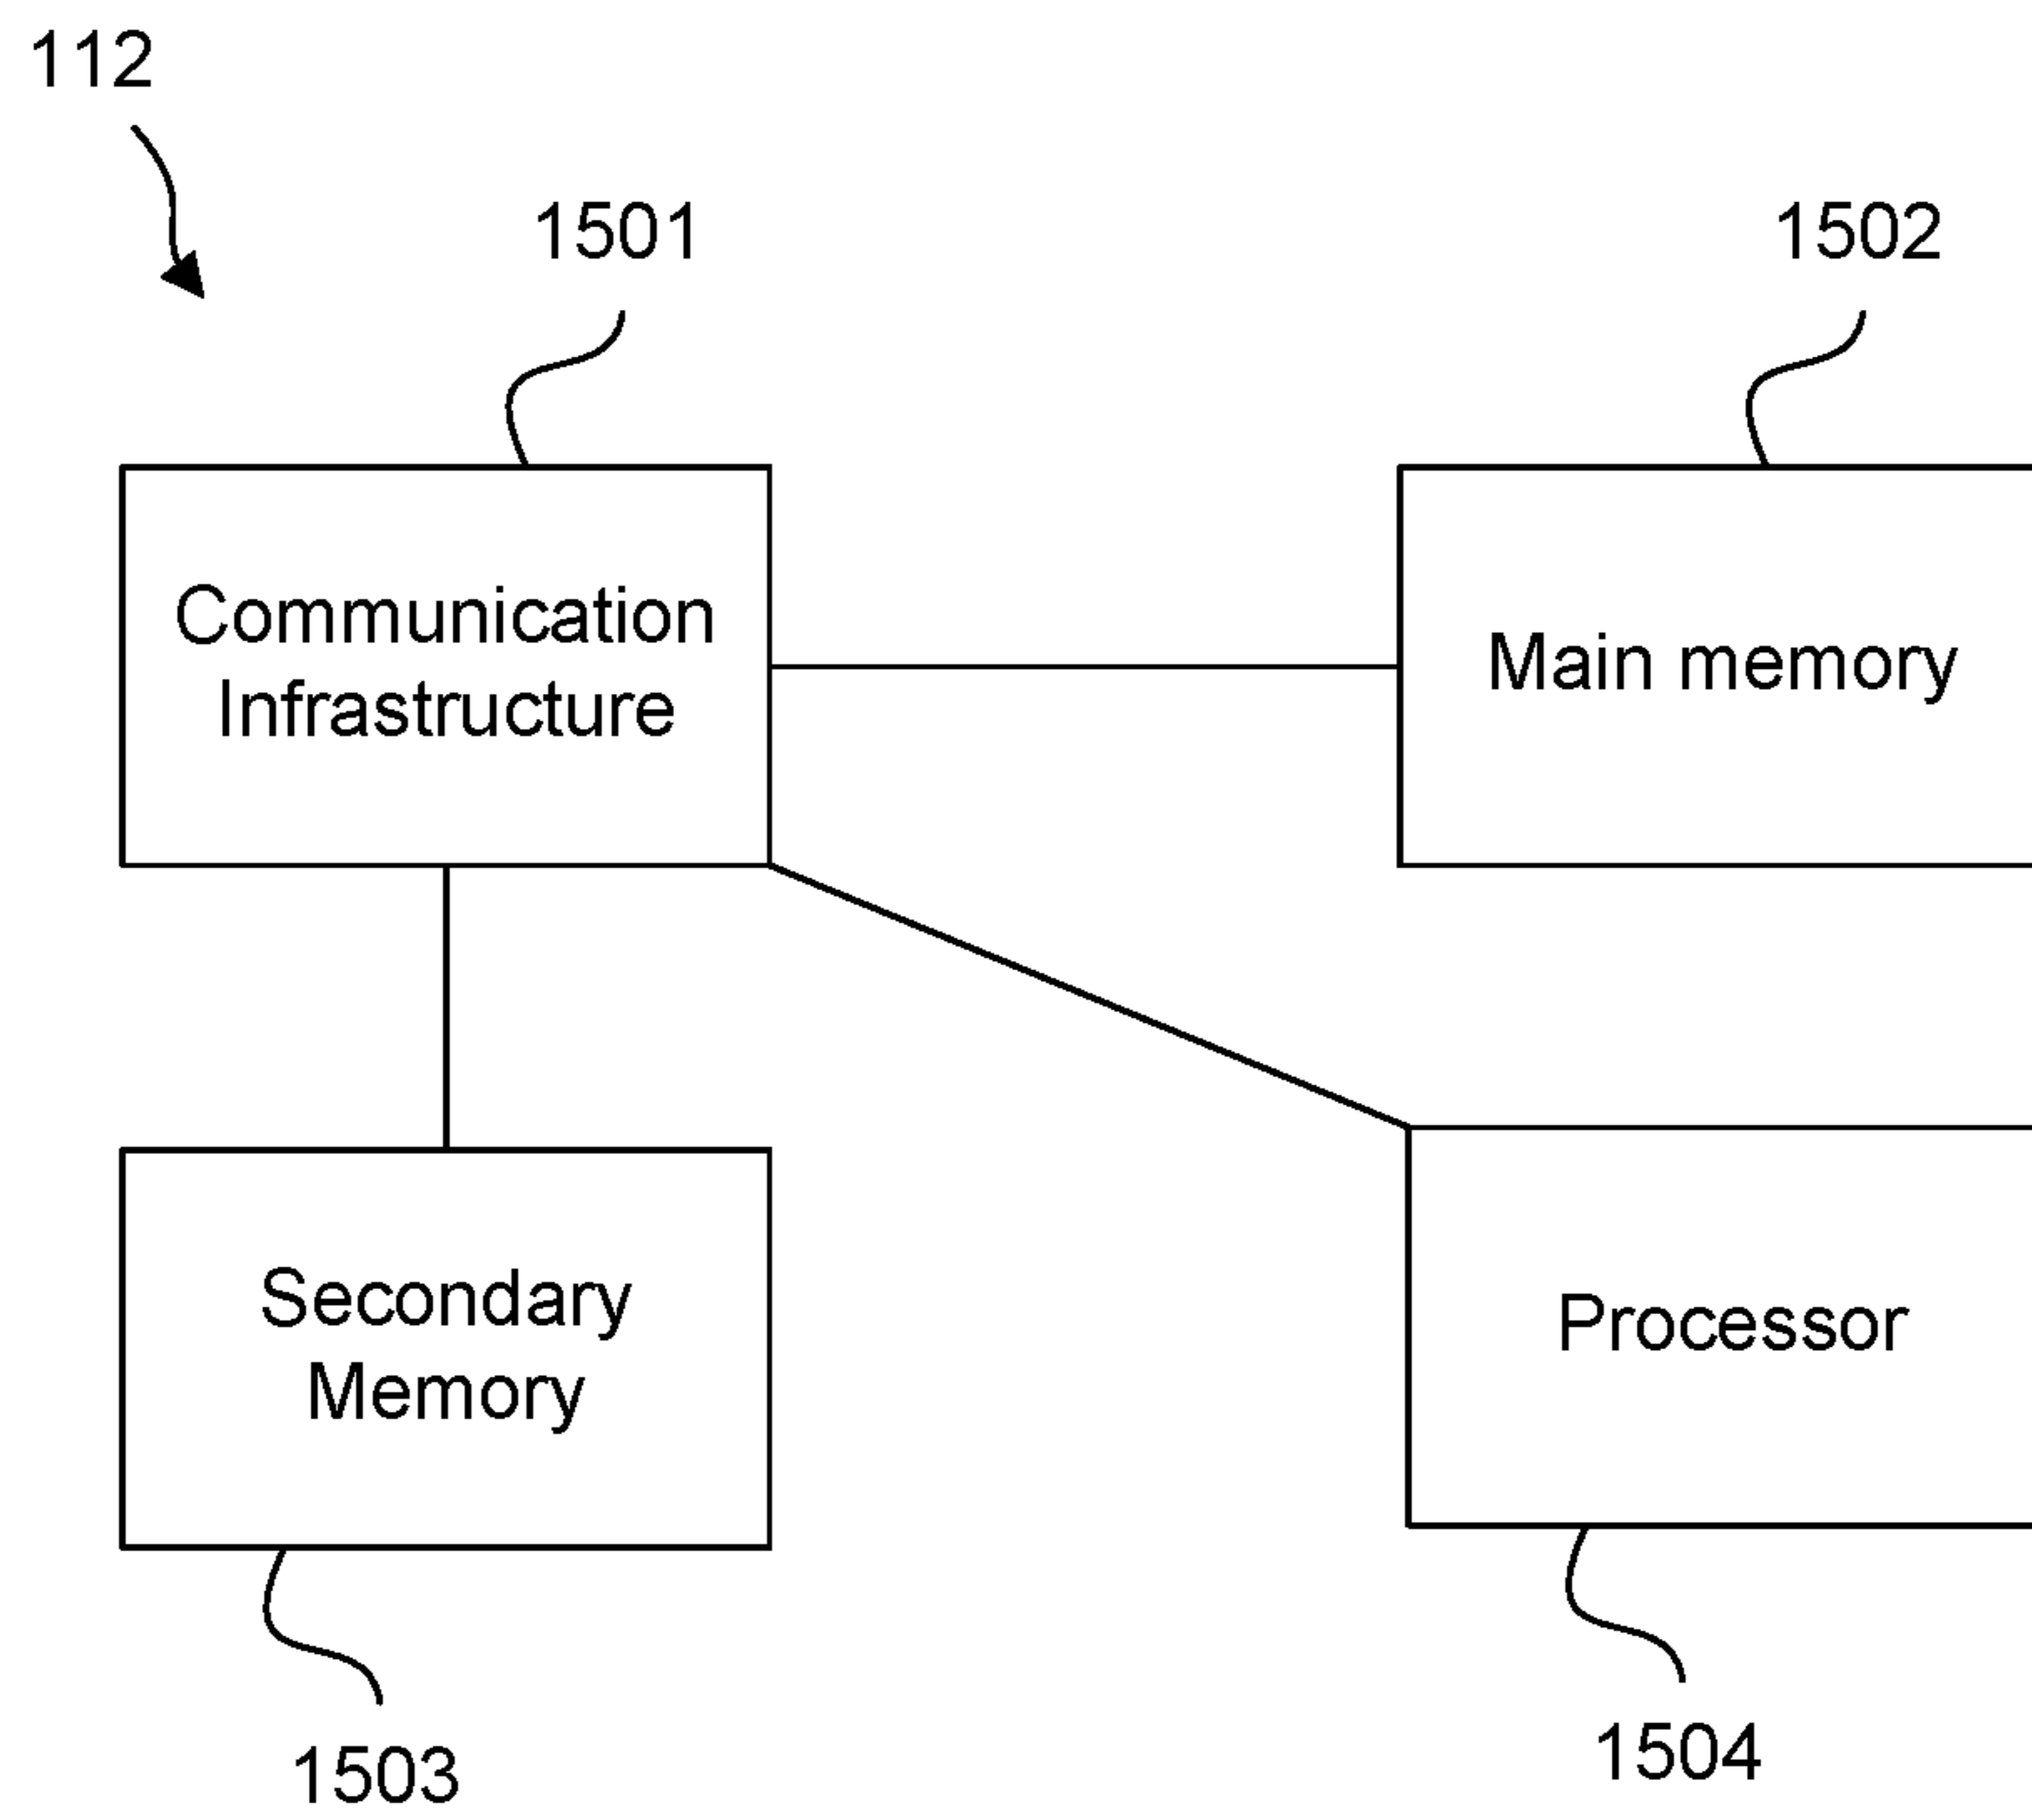 112
1501
1502
Communication
Infrastructure
Main memory
Secondary
Memory
Processor
1503
1504